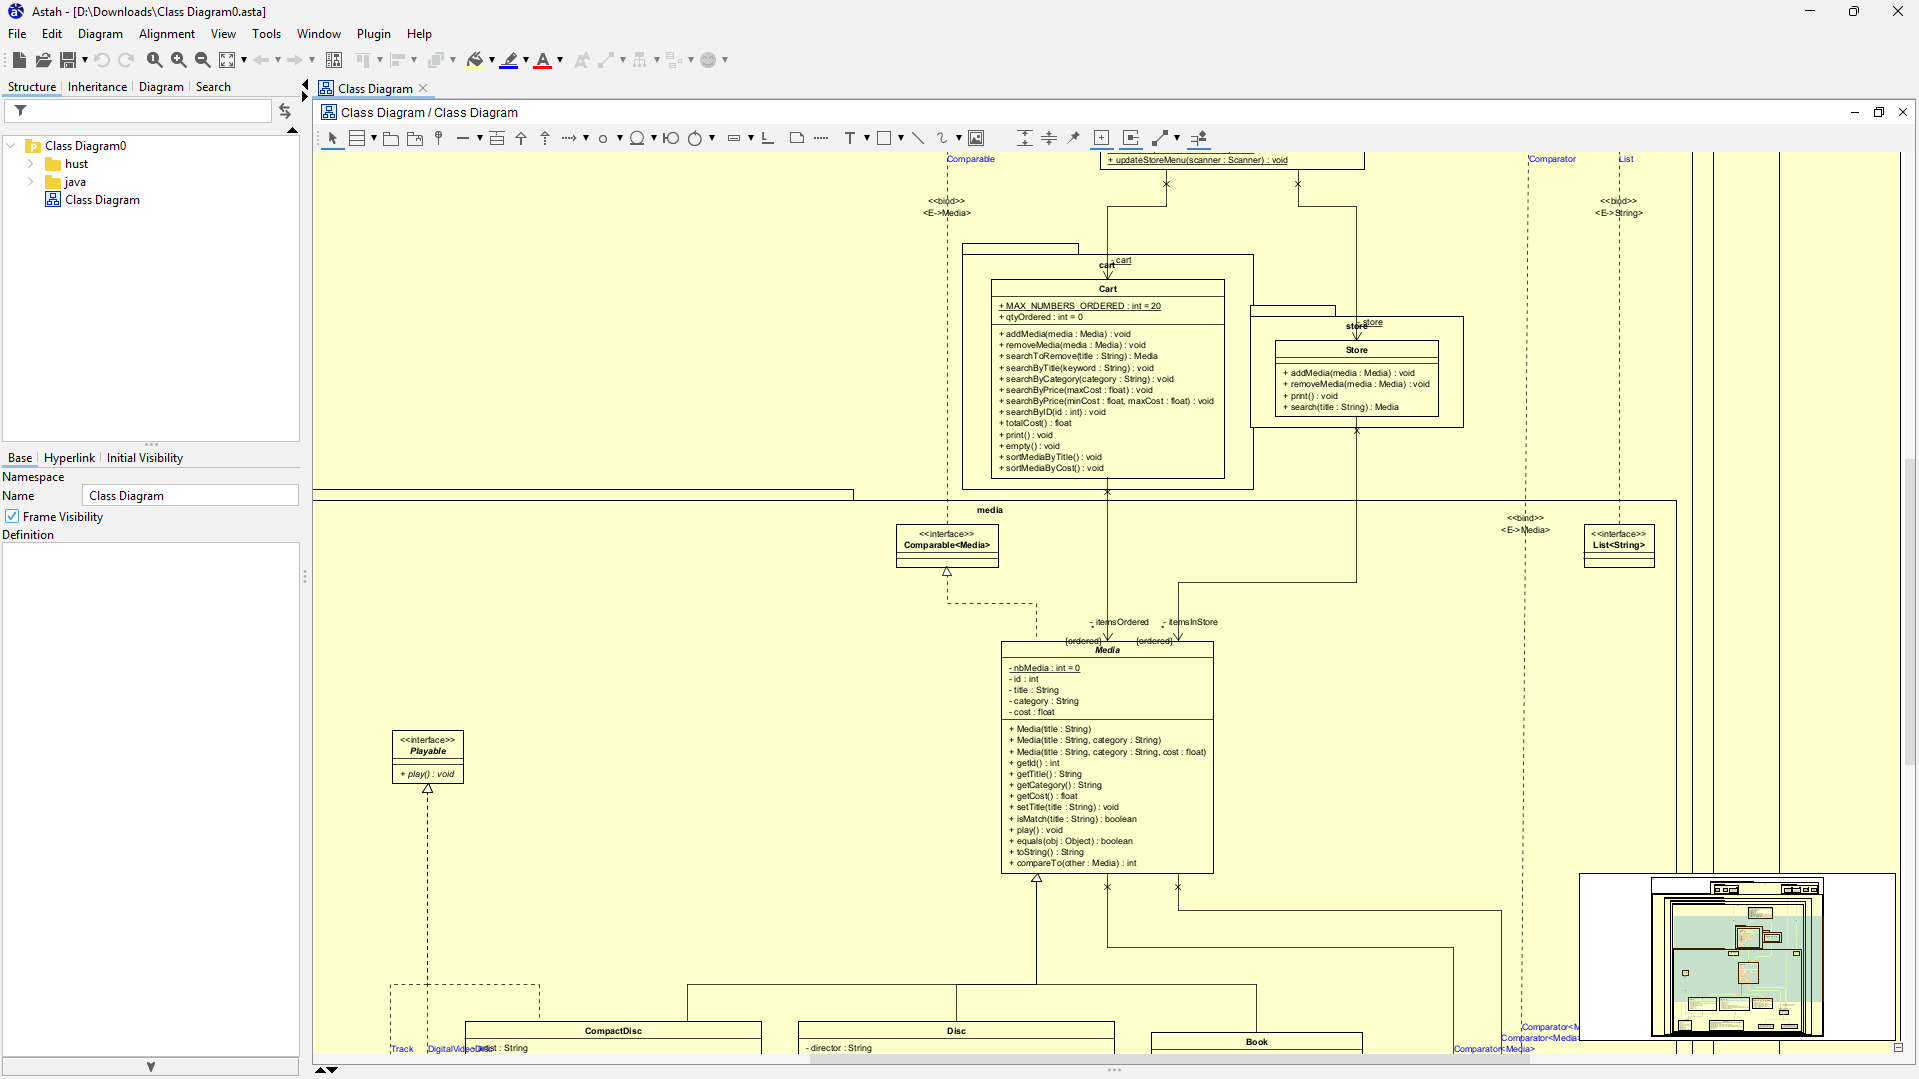 Astah - [D:\Downloads\Class Diagram0.asta]
File Edit Diagram Alignment View Tools Window Plugin Help
Structure Inheritance Diagram Search
Class Diagram
Class Diagram / Class Diagram
Class Diagram0
hust
java
Class Diagram
Base Hyperlink Initial Visibility
Namespace
Name Class Diagram
Frame Visibility
Definition
Comparable
+ updateStoreMenu(scanner : Scanner) : void
Comparator
List
<<bind>>
<E->Media>
<<bind>>
<E->String>
- cart
cart
Cart
+ MAX_NUMBERS_ORDERED : int = 20
+ qtyOrdered : int = 0
+ addMedia(media : Media) : void
+ removeMedia(media : Media) : void
+ searchToRemove(title : String) : Media
+ searchByTitle(keyword : String) : void
+ searchByCategory(category : String) : void
+ searchByPrice(maxCost : float) : void
+ searchByPrice(minCost : float, maxCost : float) : void
+ searchByID(id : int) : void
+ totalCost() : float
+ print() : void
+ empty() : void
+ sortMediaByTitle() : void
+ sortMediaByCost() : void
- store
store
Store
+ addMedia(media : Media) : void
+ removeMedia(media : Media) : void
+ print() : void
+ search(title : String) : Media
media
<<interface>>
Comparable<Media>
<<bind>>
<E->Media>
<<interface>>
List<String>
- itemsOrdered
*
{ordered}
- itemsInStore
*
{ordered}
Media
- nbMedia : int = 0
- id : int
- title : String
- category : String
- cost : float
+ Media(title : String)
+ Media(title : String, category : String)
+ Media(title : String, category : String, cost : float)
+ getId() : int
+ getTitle() : String
+ getCategory() : String
+ getCost() : float
+ setTitle(title : String) : void
+ isMatch(title : String) : boolean
+ play() : void
+ equals(obj : Object) : boolean
+ toString() : String
+ compareTo(other : Media) : int
<<interface>>
Playable
+ play() : void
CompactDisc
- artist : String
Disc
- director : String
Book
Track
DigitalVideoDisc
Comparator<M
Comparator<Media>
Comparator<Media>